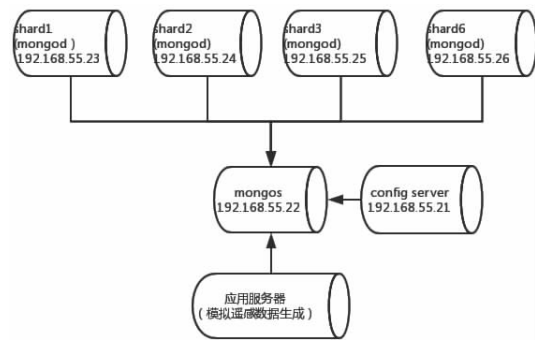 shard1
(mongod )
192.168.55.23
shard2
(mongod)
192.168.55.24
shard3
(mongod)
192.168.55.25
shard6
(mongod)
192.168.55.26
mongos
192.168.55.22
config server
192.168.55.21
应用服务器
（模拟遥感数据生成）